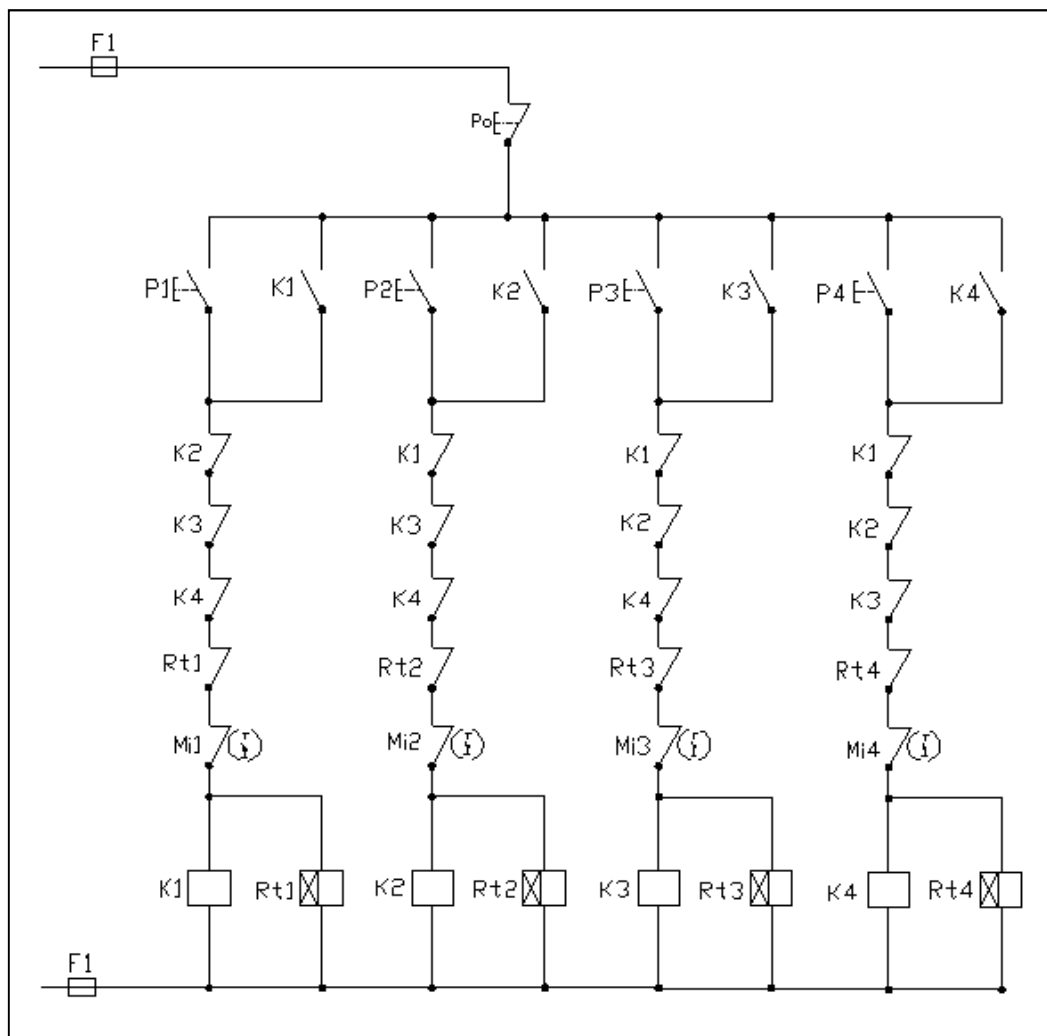 F1
Po
P1 K1 P2 K2 P3 K3 P4 K4
K2 K1 K1 K1
K3 K3 K2 K2
K4 K4 K4 K3
Rt1 Rt2 Rt3 Rt4
Mi1 Mi2 Mi3 Mi4
K1 Rt1 K2 Rt2 K3 Rt3 K4 Rt4
F1